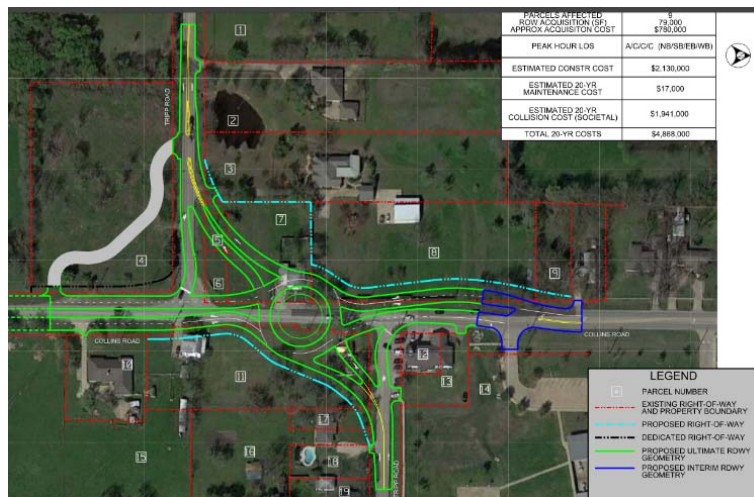 PARCELS AFFECTED 9
ROW ACQUISITION (SF) 79,000
APPROX ACQUISITON COST $780,000
PEAK HOUR LOS A/C/C/C (NB/SB/EB/WB)
ESTIMATED CONSTR COST $2,130,000
ESTIMATED 20-YR
MAINTENANCE COST $17,000
ESTIMATED 20-YR
COLLISION COST (SOCIETAL) $1,941,000
TOTAL 20-YR COSTS $4,868,000
TRIPP ROAD
1
2
3
4
5
6
7
8
9
COLLINS ROAD
COLLINS ROAD
11
13
14
15
16
17
18
19
TRIPP ROAD
LEGEND
PARCEL NUMBER
EXISTING RIGHT-OF-WAY
AND PROPERTY BOUNDARY
PROPOSED RIGHT-OF-WAY
DEDICATED RIGHT-OF-WAY
PROPOSED ULTIMATE RDWY
GEOMETRY
PROPOSED INTERIM RDWY
GEOMETRY